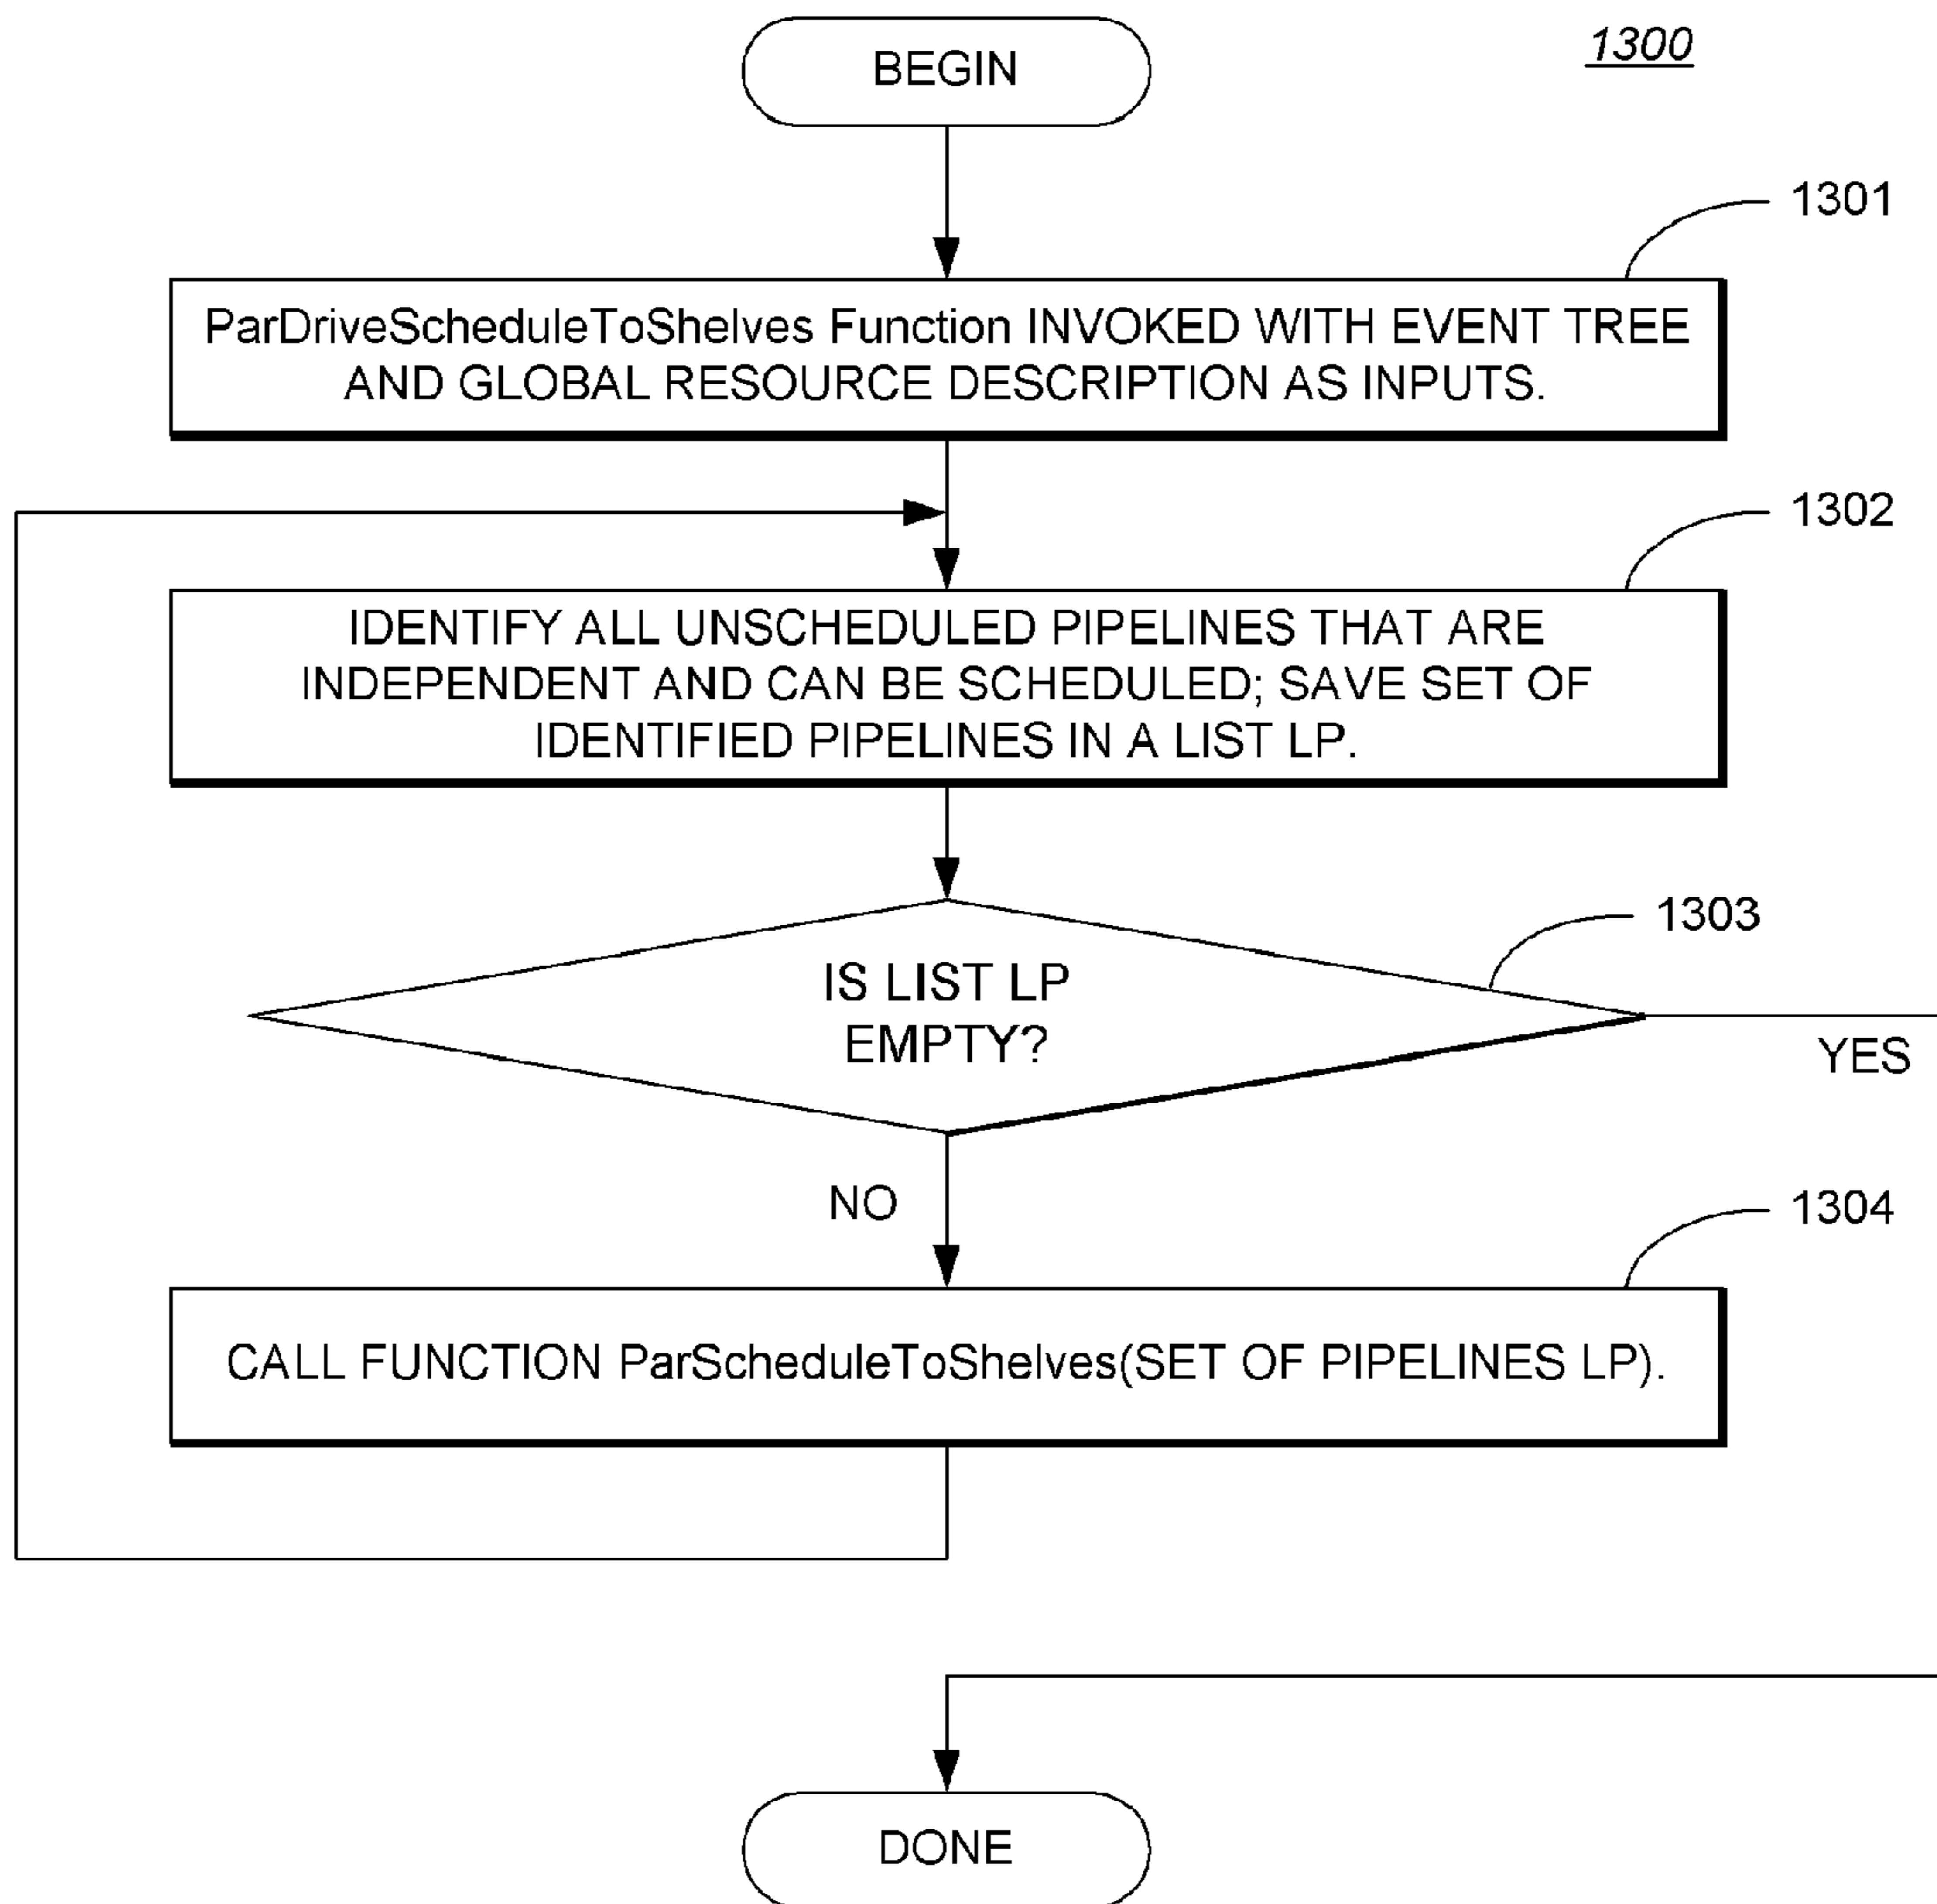 1300
BEGIN
1301
ParDriveScheduleToShelves Function INVOKED WITH EVENT TREE
AND GLOBAL RESOURCE DESCRIPTION AS INPUTS.
1302
IDENTIFY ALL UNSCHEDULED PIPELINES THAT ARE
INDEPENDENT AND CAN BE SCHEDULED; SAVE SET OF
IDENTIFIED PIPELINES IN A LIST LP.
1303
IS LIST LP
EMPTY?
YES
NO
1304
CALL FUNCTION ParScheduleToShelves(SET OF PIPELINES LP).
DONE